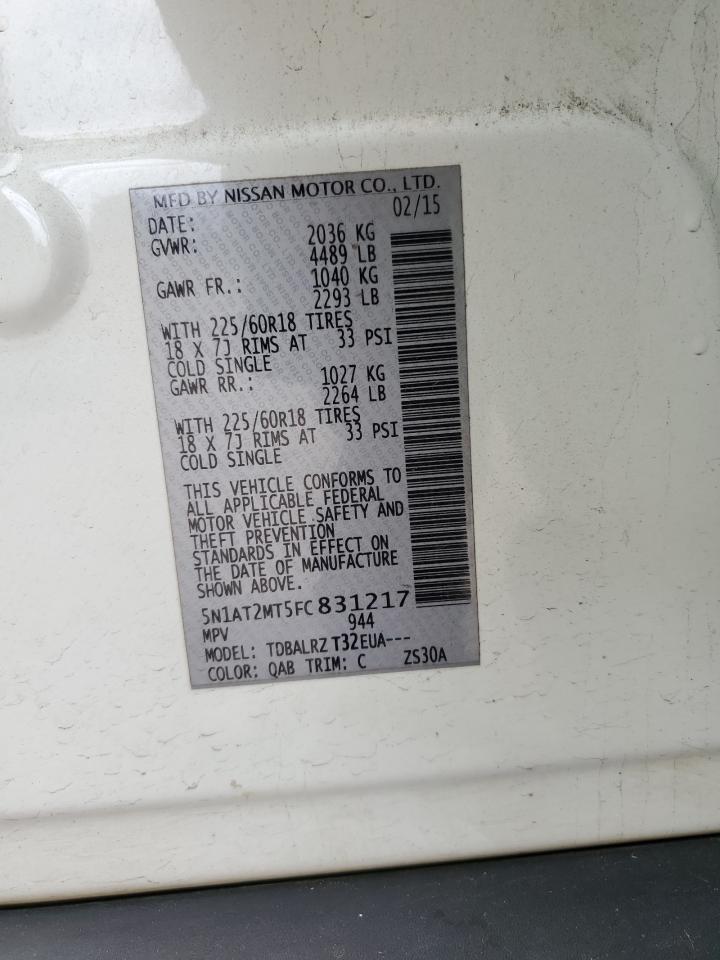 MFD BY NISSAN MOTOR CO., LTD.
DATE: 02/15
GVWR: 2036 KG
4489 LB
GAWR FR.: 1040 KG
2293 LB
WITH 225/60R18 TIRES
18 X 7J RIMS AT 33 PSI
COLD SINGLE
GAWR RR.: 1027 KG
2264 LB
WITH 225/60R18 TIRES
18 X 7J RIMS AT 33 PSI
COLD SINGLE
THIS VEHICLE CONFORMS TO
ALL APPLICABLE FEDERAL
MOTOR VEHICLE SAFETY AND
THEFT PREVENTION
STANDARDS IN EFFECT ON
THE DATE OF MANUFACTURE
SHOWN ABOVE.
5N1AT2MT5FC831217
MPV 944
MODEL: TDBALRZ T32EUA---
COLOR: QAB TRIM: C ZS30A